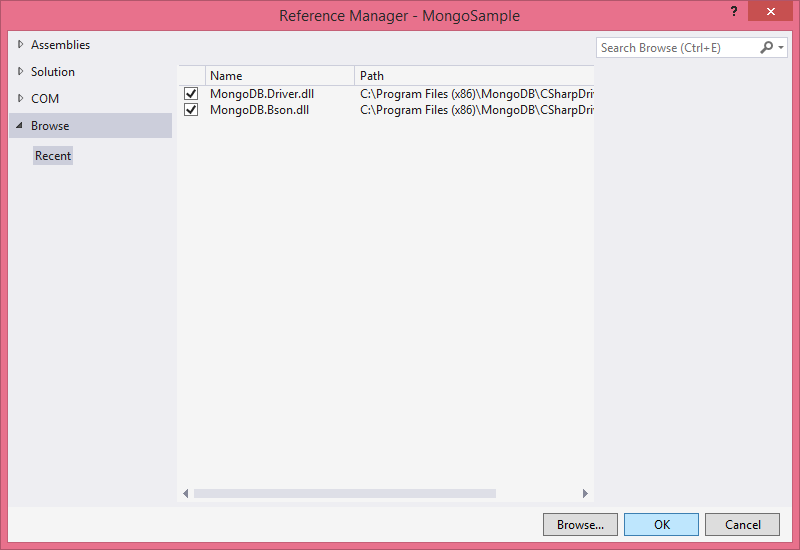 Reference Manager - MongoSample
?
Assemblies
Solution
COM
Browse
Recent
Search Browse (Ctrl+E)
Name Path
MongoDB.Driver.dll C:\Program Files (x86)\MongoDB\CSharpDri
MongoDB.Bson.dll C:\Program Files (x86)\MongoDB\CSharpDri
Browse... OK Cancel